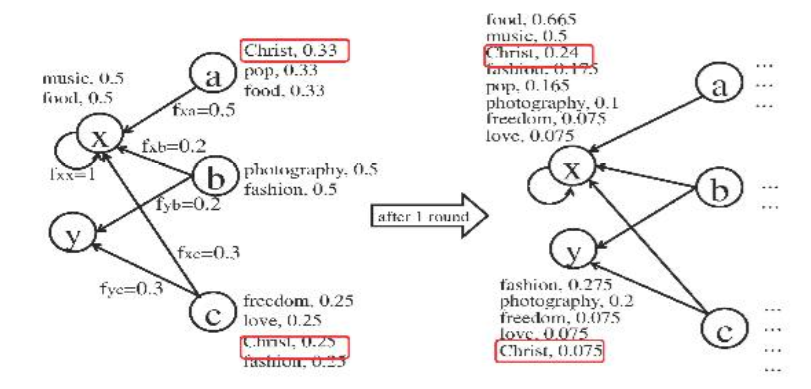 music, 0.5
food, 0.5
a
Christ, 0.33
pop, 0.33
food, 0.33
fxa=0.5
x
fxx=1
fxb=0.2
b
photography, 0.5
fashion, 0.5
fyb=0.2
y
fxc=0.3
fyc=0.3
c
freedom, 0.25
love, 0.25
Christ, 0.25
fashion, 0.25
after 1 round
food, 0.665
music, 0.5
Christ, 0.24
fashion, 0.175
pop, 0.165
photography, 0.1
freedom, 0.075
love, 0.075
a
...
...
...
x
b
...
...
y
fashion, 0.275
photography, 0.2
freedom, 0.075
love, 0.075
Christ, 0.075
c
...
...
...
...